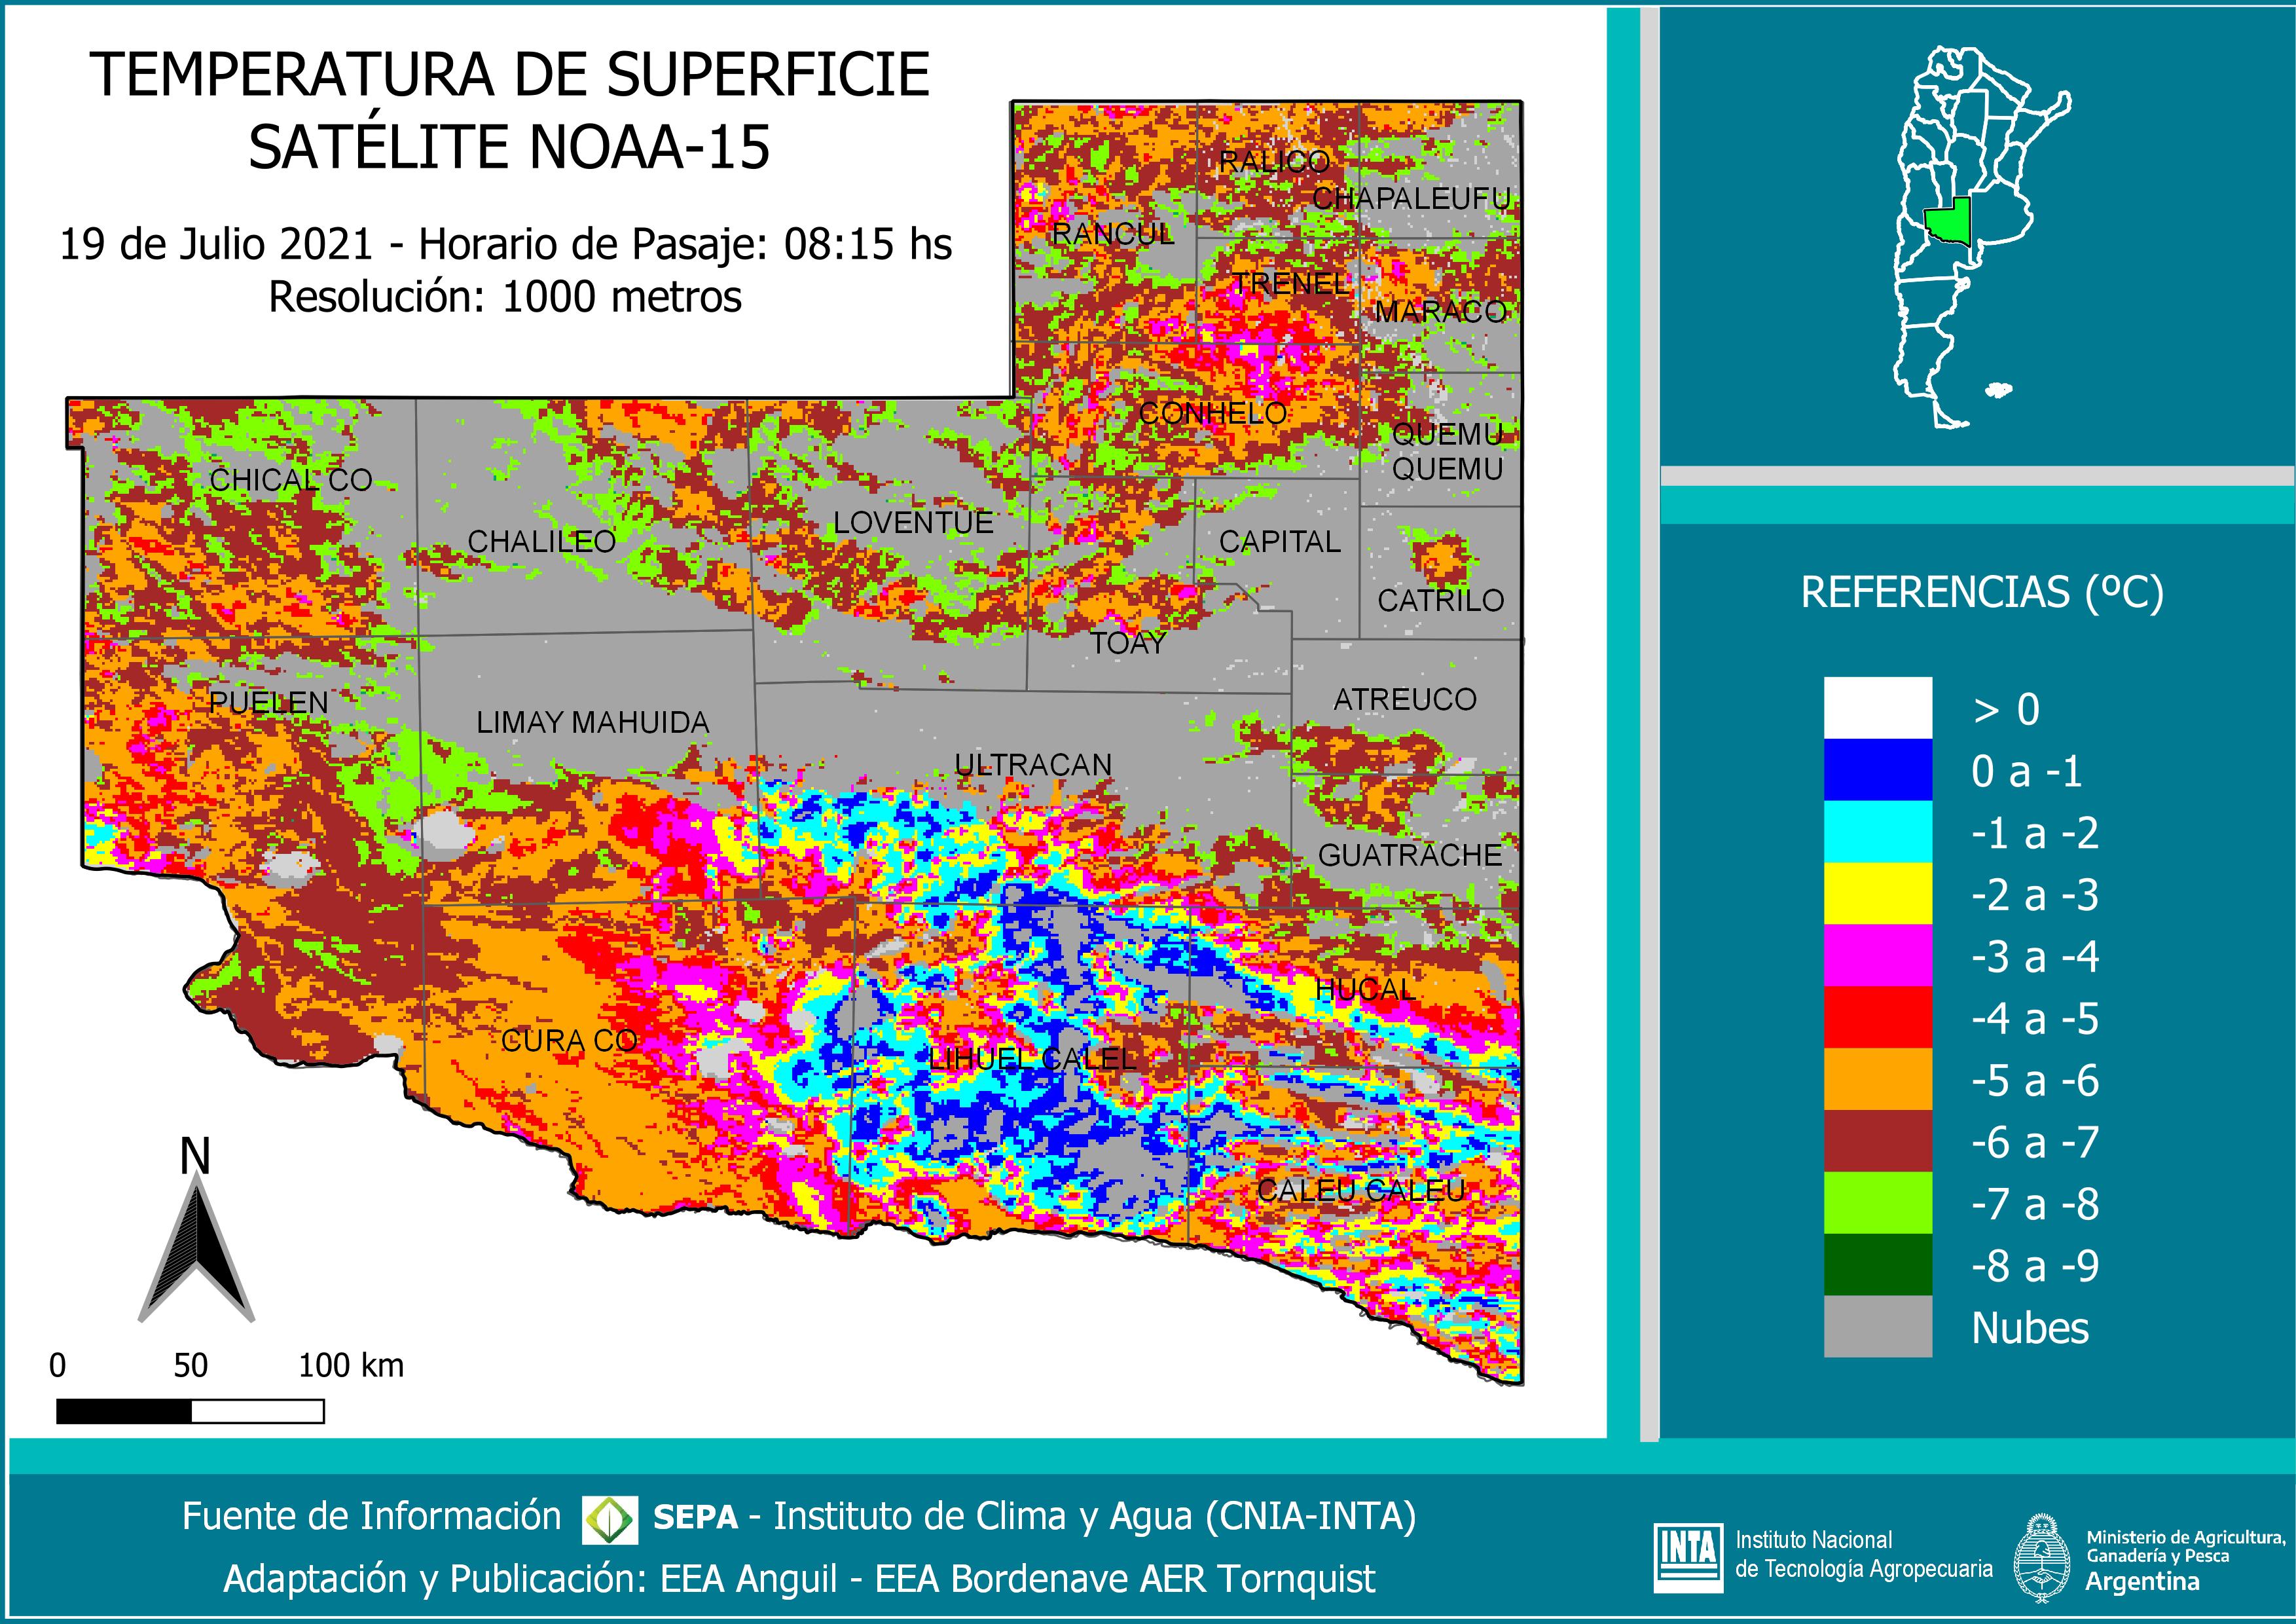 TEMPERATURA DE SUPERFICIE
SATÉLITE NOAA-15
19 de Julio 2021 - Horario de Pasaje: 08:15 hs
Resolución: 1000 metros
RALICO
CHAPALEUFU
RANCUL
TRENEL
MARACO
CONHELO
QUEMU
QUEMU
CHICAL CO
CHALILEO
LOVENTUE
CAPITAL
CATRILO
TOAY
PUELEN
LIMAY MAHUIDA
ATREUCO
ULTRACAN
GUATRACHE
HUCAL
CURA CO
LIHUEL CALEL
CALEU CALEU
N
0 50 100 km
REFERENCIAS (ºC)
> 0
0 a -1
-1 a -2
-2 a -3
-3 a -4
-4 a -5
-5 a -6
-6 a -7
-7 a -8
-8 a -9
Nubes
Fuente de Información SEPA - Instituto de Clima y Agua (CNIA-INTA)
Adaptación y Publicación: EEA Anguil - EEA Bordenave AER Tornquist
INTA
Instituto Nacional
de Tecnología Agropecuaria
Ministerio de Agricultura,
Ganadería y Pesca
Argentina